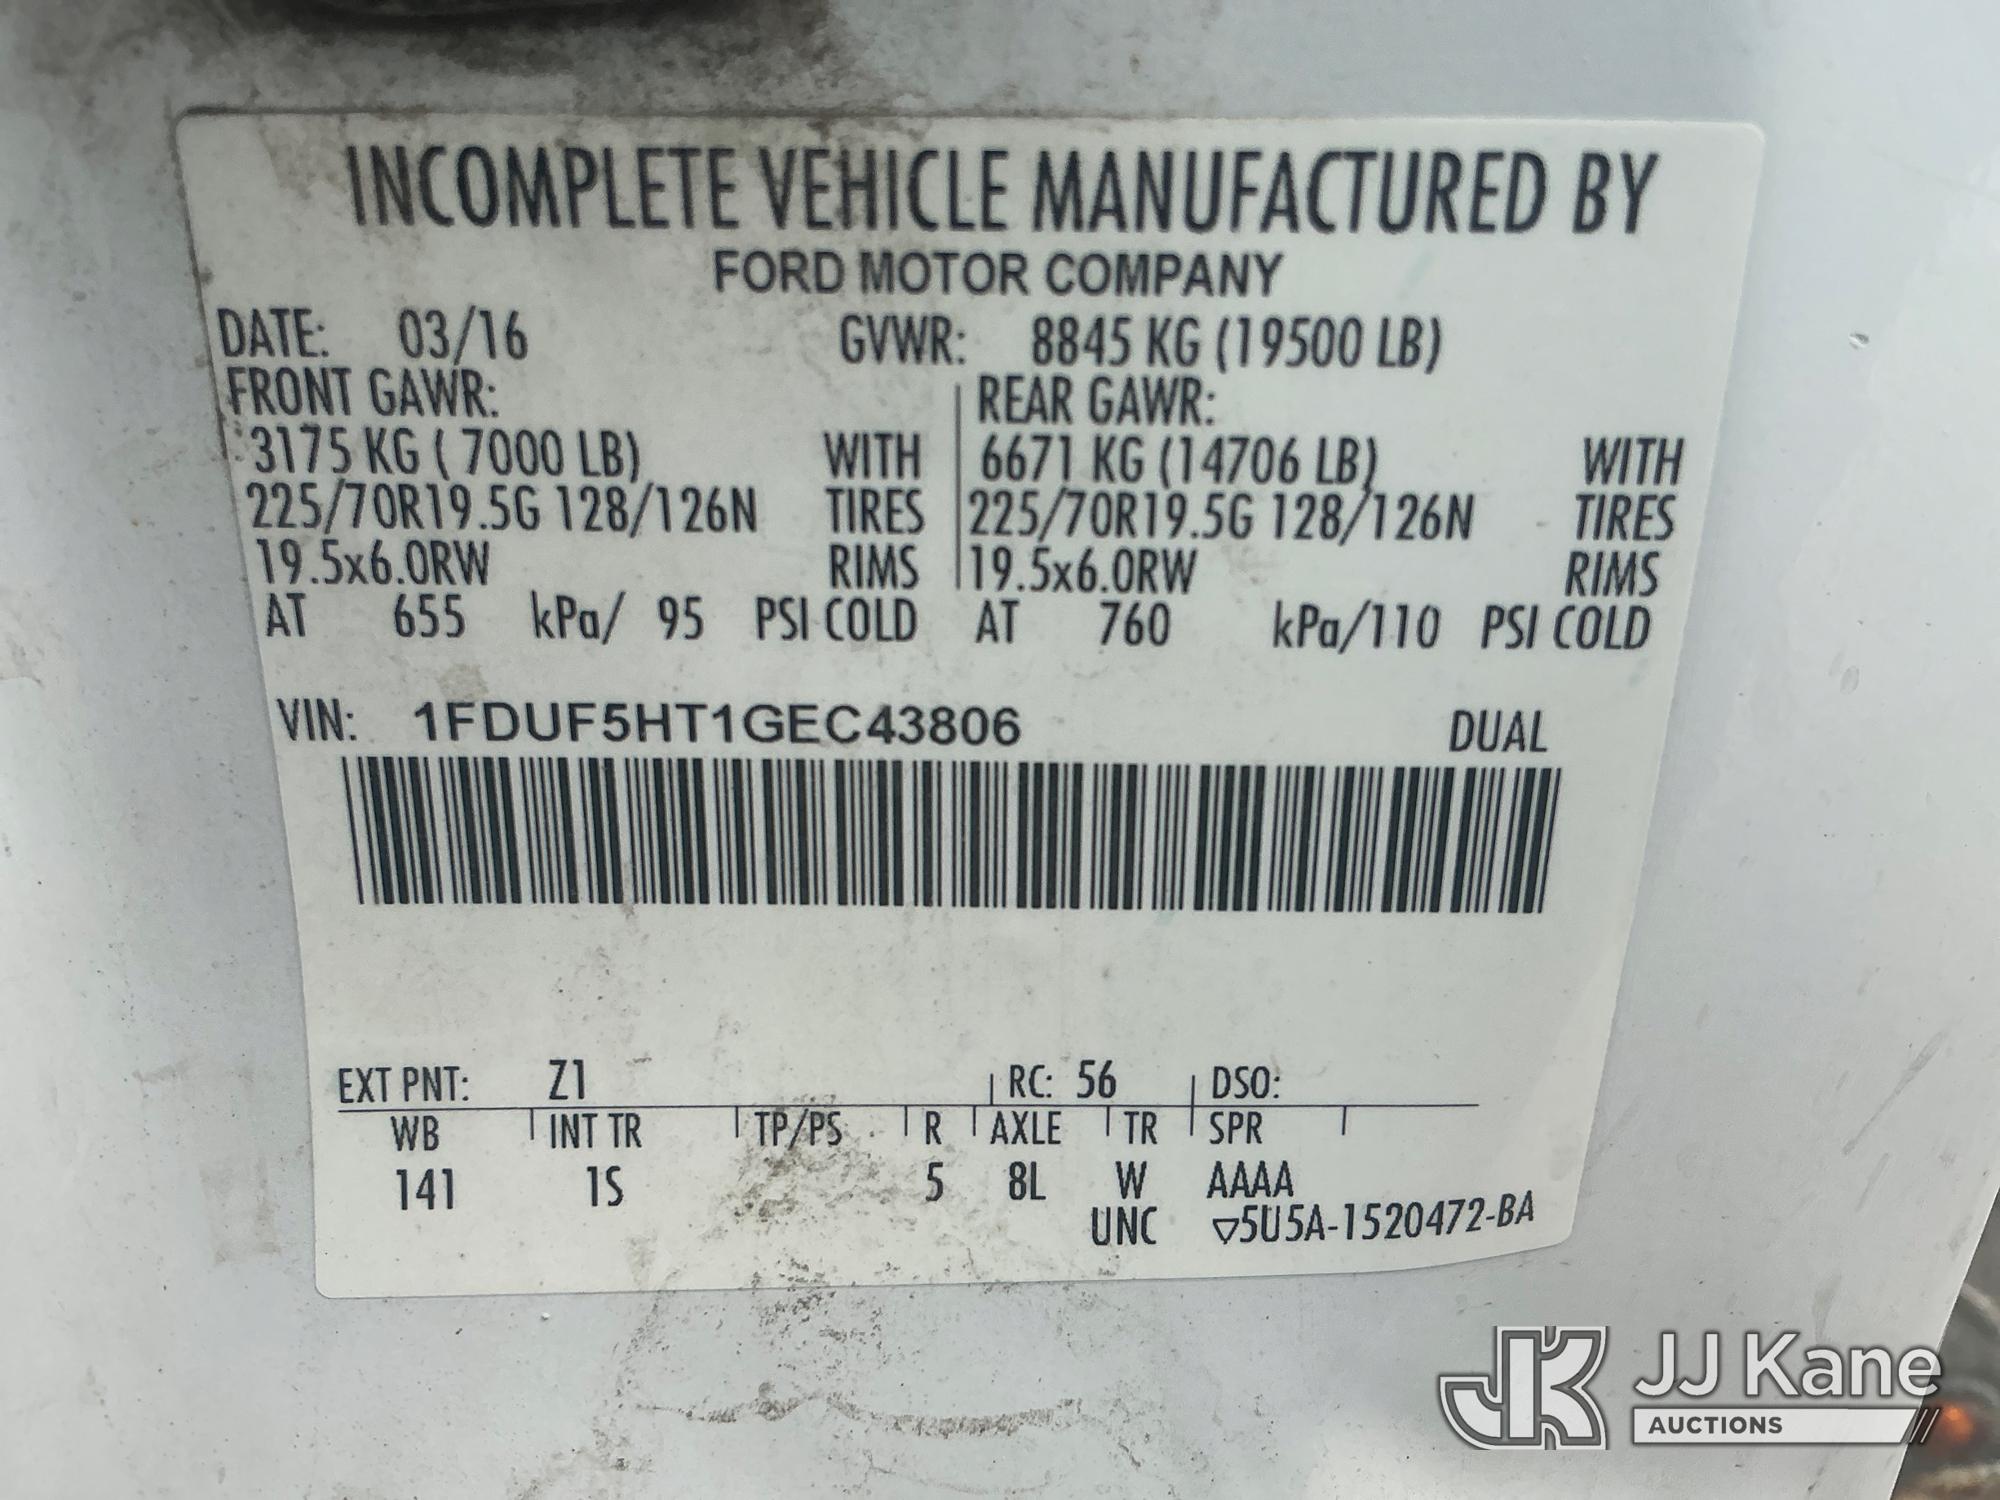 INCOMPLETE VEHICLE MANUFACTURED BY
FORD MOTOR COMPANY
DATE: 03/16 GVWR: 8845 KG (19500 LB)
FRONT GAWR: REAR GAWR:
3175 KG ( 7000 LB) WITH 6671 KG (14706 LB) WITH
225/70R19.5G 128/126N TIRES 225/70R19.5G 128/126N TIRES
19.5x6.0RW RIMS 19.5x6.0RW RIMS
AT 655 kPa/ 95 PSI COLD AT 760 kPa/110 PSI COLD
VIN: 1FDUF5HT1GEC43806 DUAL
EXT PNT: Z1 RC: 56 DSO:
WB INT TR TP/PS R AXLE TR SPR
141 1S 5 8L W AAAA
UNC ▽5U5A-1520472-BA
JK JJ Kane
AUCTIONS